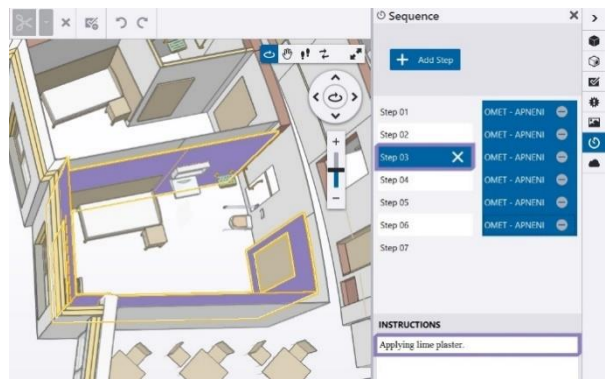 Sequence
Add Step
Step 01 OMET - APNENI
Step 02 OMET - APNENI
Step 03 OMET - APNENI
Step 04 OMET - APNENI
Step 05 OMET - APNENI
Step 06 OMET - APNENI
Step 07
INSTRUCTIONS
Applying lime plaster.